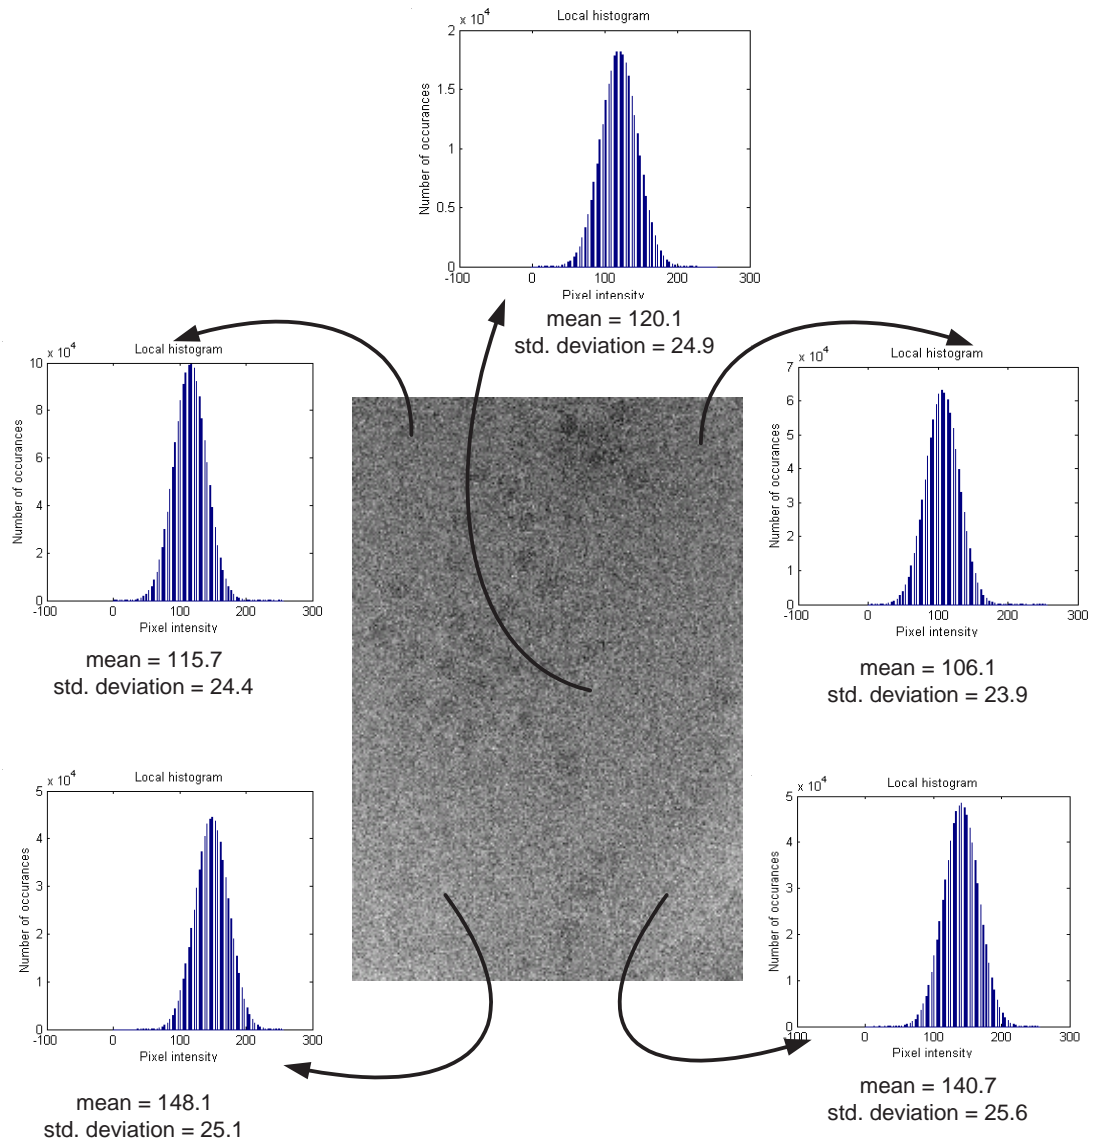 Local histogram
x 10^4
2
1.5
1
0.5
0
-100 0 100 200 300
Number of occurances
Pixel intensity
mean = 120.1
std. deviation = 24.9
Local histogram
x 10^4
10
8
6
4
2
0
-100 0 100 200 300
Number of occurances
Pixel intensity
mean = 115.7
std. deviation = 24.4
Local histogram
x 10^4
7
6
5
4
3
2
1
0
-100 0 100 200 300
Number of occurances
Pixel intensity
mean = 106.1
std. deviation = 23.9
Local histogram
x 10^4
5
4
3
2
1
0
-100 0 100 200 300
Number of occurances
Pixel intensity
mean = 148.1
std. deviation = 25.1
Local histogram
x 10^4
5
4
3
2
1
0
-100 0 100 200 300
Number of occurances
Pixel intensity
mean = 140.7
std. deviation = 25.6